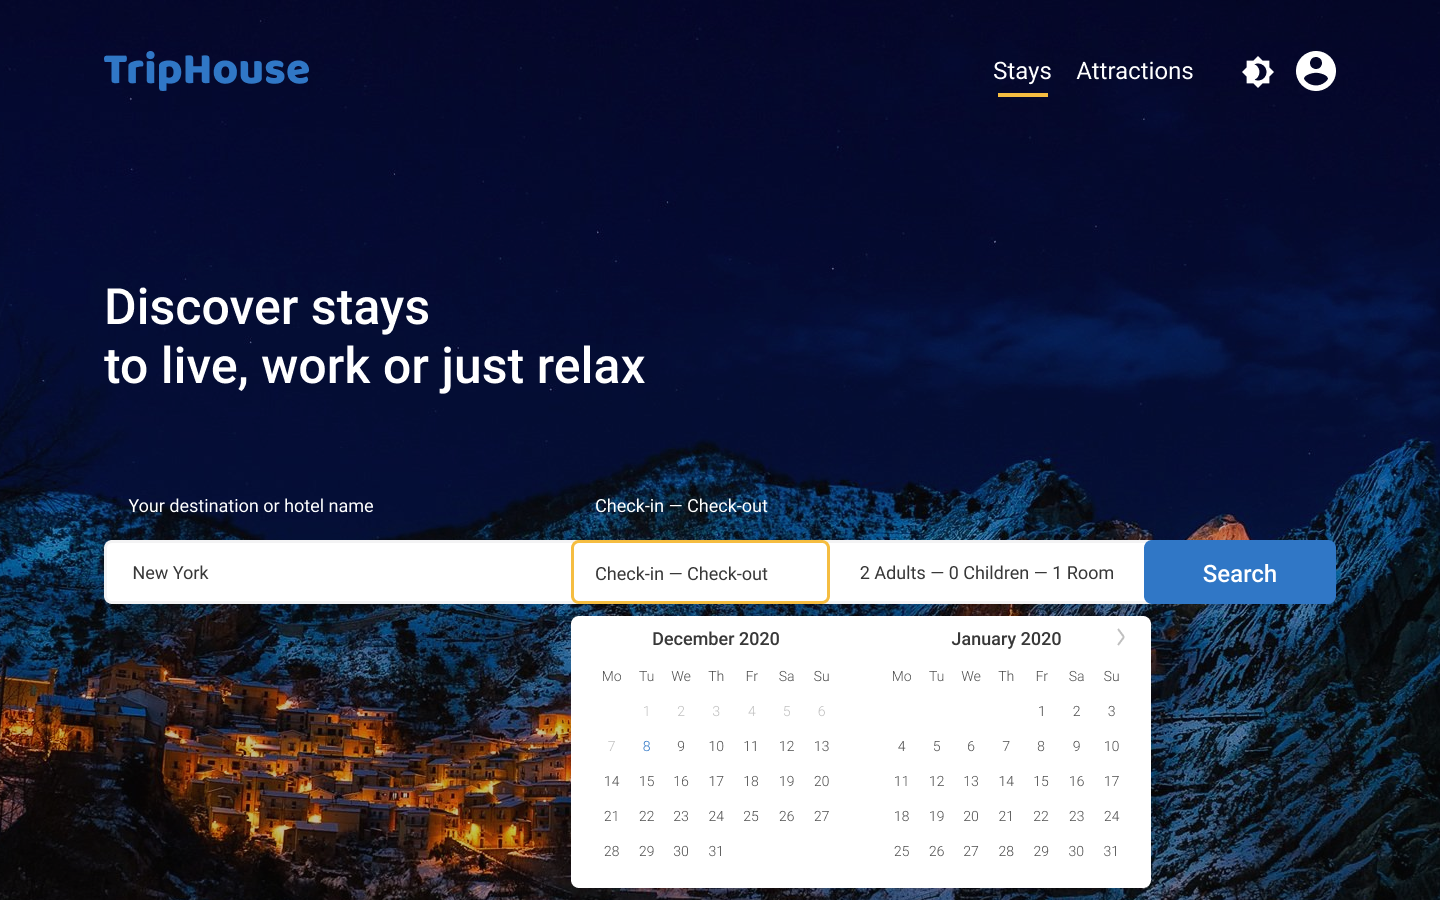 TripHouse
Stays Attractions
Discover stays
to live, work or just relax
Your destination or hotel name Check-in — Check-out
New York Check-in — Check-out 2 Adults — 0 Children — 1 Room Search
December 2020
Mo Tu We Th Fr Sa Su
1 2 3 4 5 6
7 8 9 10 11 12 13
14 15 16 17 18 19 20
21 22 23 24 25 26 27
28 29 30 31
January 2020
Mo Tu We Th Fr Sa Su
1 2 3
4 5 6 7 8 9 10
11 12 13 14 15 16 17
18 19 20 21 22 23 24
25 26 27 28 29 30 31